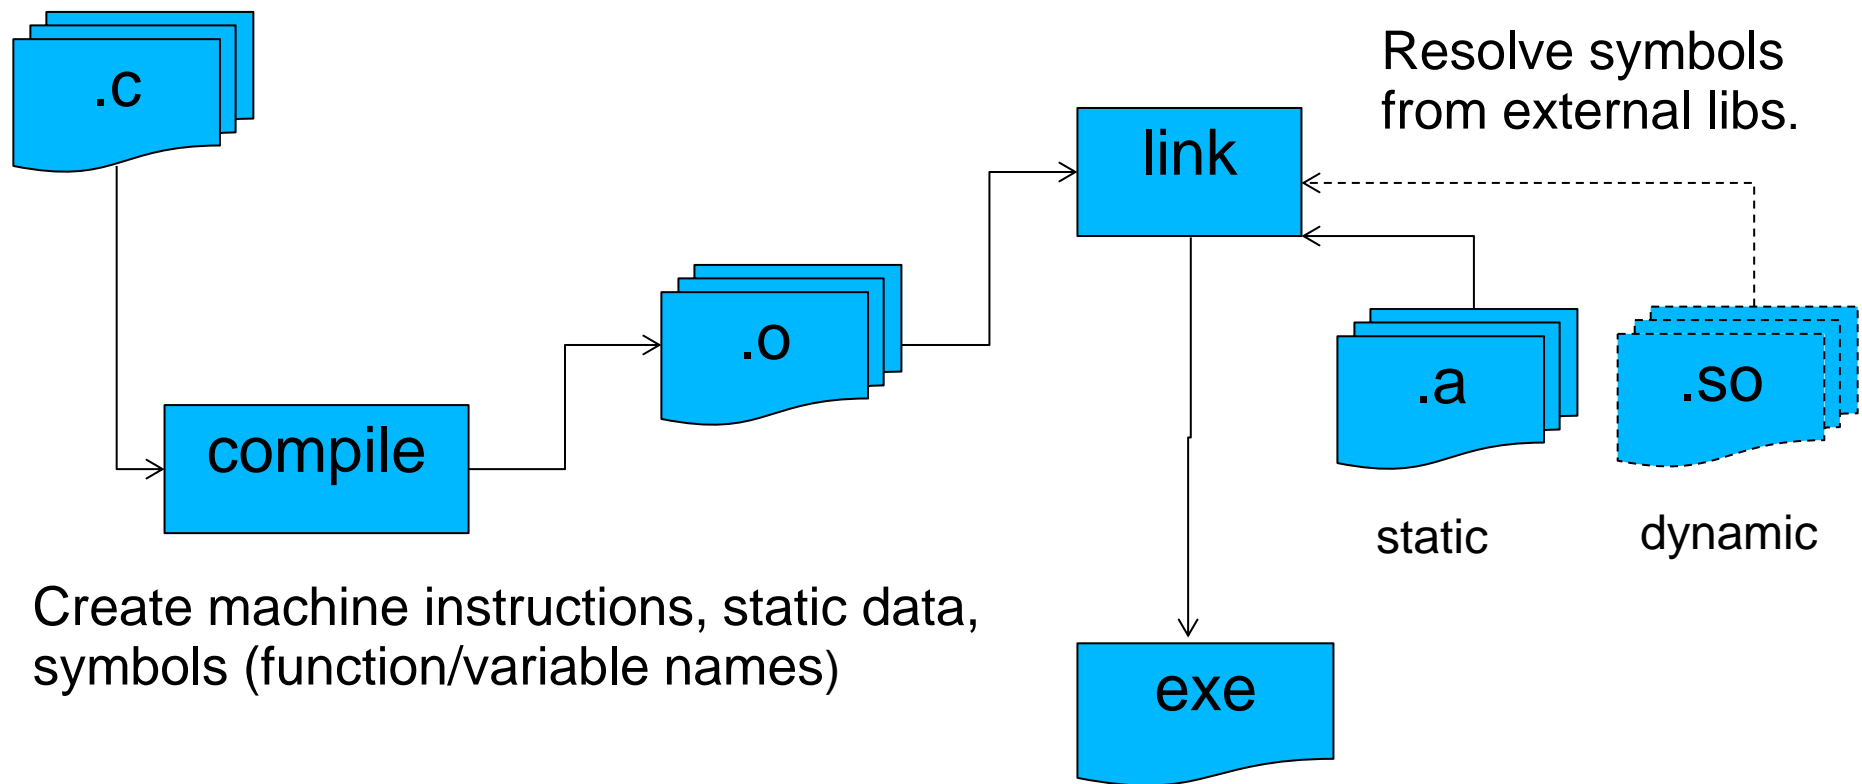 .c
Resolve symbols
from external libs.
link
.o
.a
.so
compile
static
dynamic
Create machine instructions, static data,
symbols (function/variable names)
exe